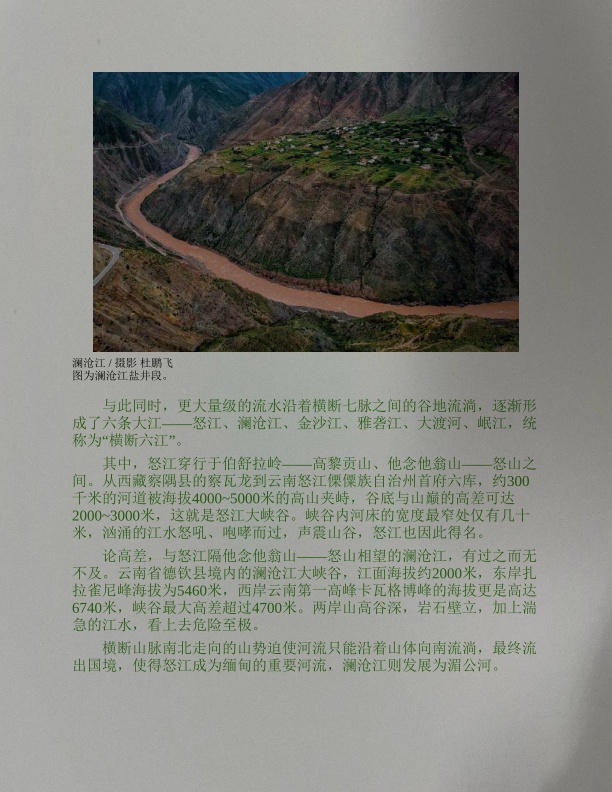 澜沧江 / 摄影 杜鹏飞
图为澜沧江盐井段。
与此同时，更大量级的流水沿着横断七脉之间的谷地流淌，逐渐形
成了六条大江——怒江、澜沧江、金沙江、雅砻江、大渡河、岷江，统
称为“横断六江”。
其中，怒江穿行于伯舒拉岭——高黎贡山、他念他翁山——怒山之
间。从西藏察隅县的察瓦龙到云南怒江傈僳族自治州首府六库，约300
千米的河道被海拔4000~5000米的高山夹峙，谷底与山巅的高差可达
2000~3000米，这就是怒江大峡谷。峡谷内河床的宽度最窄处仅有几十
米，汹涌的江水怒吼、咆哮而过，声震山谷，怒江也因此得名。
论高差，与怒江隔他念他翁山——怒山相望的澜沧江，有过之而无
不及。云南省德钦县境内的澜沧江大峡谷，江面海拔约2000米，东岸扎
拉雀尼峰海拔为5460米，西岸云南第一高峰卡瓦格博峰的海拔更是高达
6740米，峡谷最大高差超过4700米。两岸山高谷深，岩石壁立，加上湍
急的江水，看上去危险至极。
横断山脉南北走向的山势迫使河流只能沿着山体向南流淌，最终流
出国境，使得怒江成为缅甸的重要河流，澜沧江则发展为湄公河。